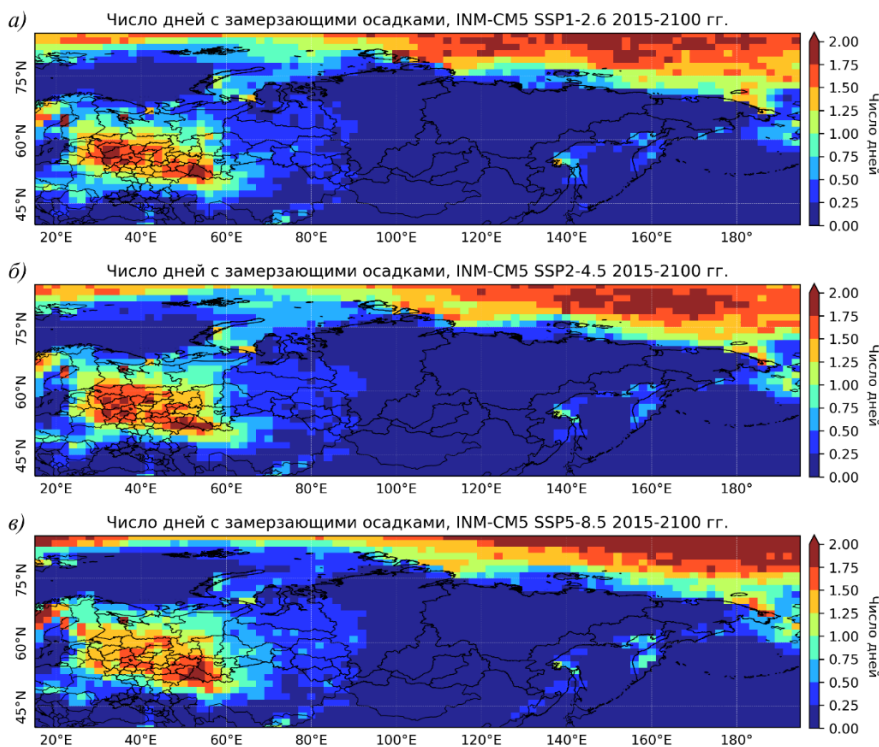 а) Число дней с замерзающими осадками, INM-CM5 SSP1-2.6 2015-2100 гг.
75°N
60°N
45°N
20°E 40°E 60°E 80°E 100°E 120°E 140°E 160°E 180°
2.00
1.75
1.50
1.25
1.00
0.75
0.50
0.25
0.00
Число дней
б) Число дней с замерзающими осадками, INM-CM5 SSP2-4.5 2015-2100 гг.
75°N
60°N
45°N
20°E 40°E 60°E 80°E 100°E 120°E 140°E 160°E 180°
2.00
1.75
1.50
1.25
1.00
0.75
0.50
0.25
0.00
Число дней
в) Число дней с замерзающими осадками, INM-CM5 SSP5-8.5 2015-2100 гг.
75°N
60°N
45°N
20°E 40°E 60°E 80°E 100°E 120°E 140°E 160°E 180°
2.00
1.75
1.50
1.25
1.00
0.75
0.50
0.25
0.00
Число дней